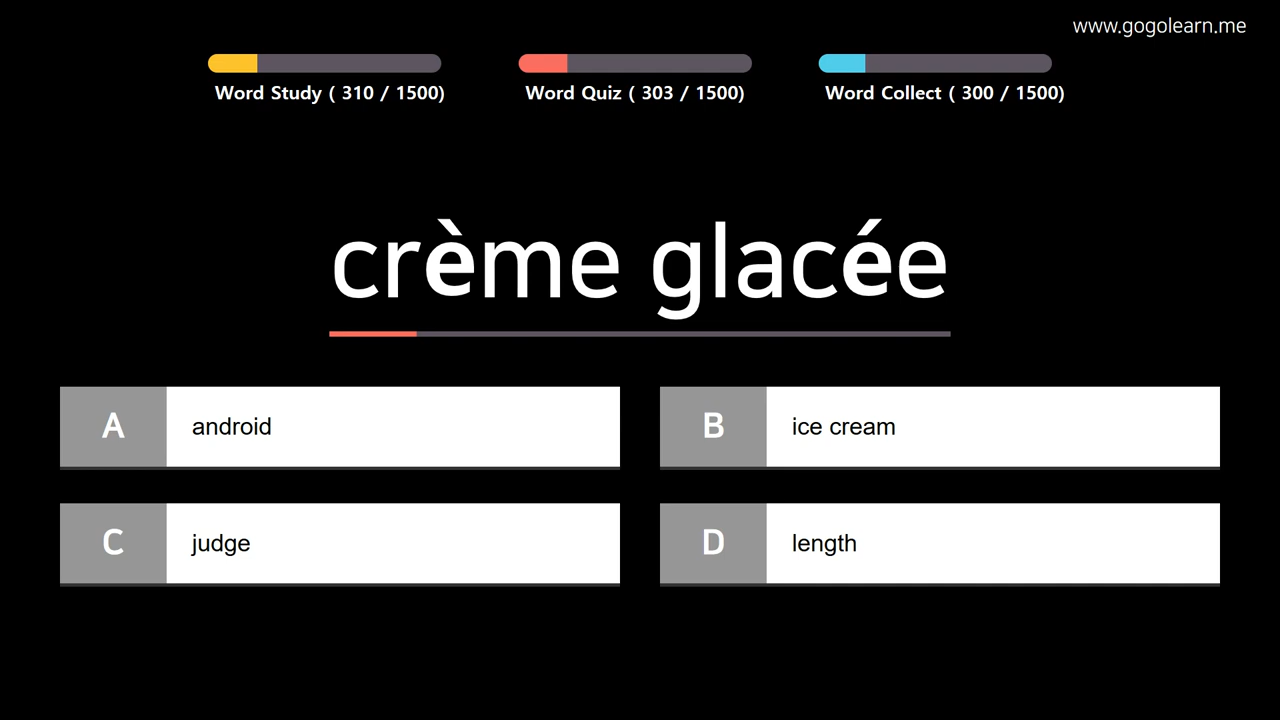 www.gogolearn.me
Word Study ( 310 / 1500)
Word Quiz ( 303 / 1500)
Word Collect ( 300 / 1500)
crème glacée
A android
B ice cream
C judge
D length